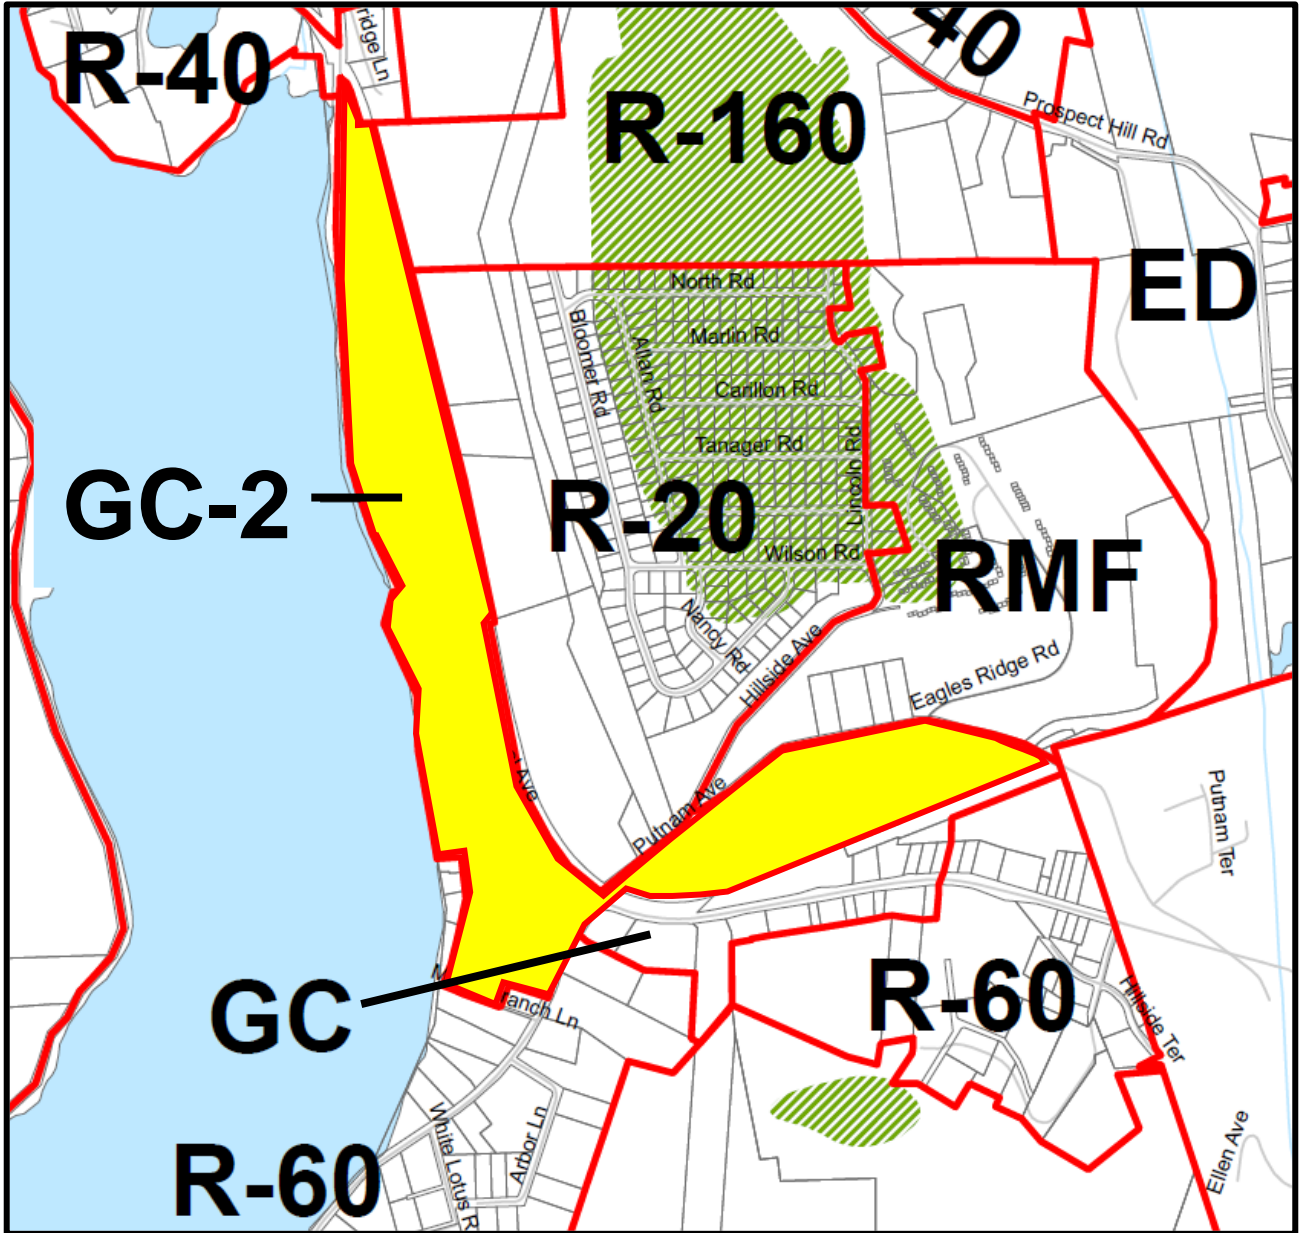 R-40
ridge Ln
40
R-160
Prospect Hill Rd
ED
North Rd
Bloomer Rd
Marlin Rd
Allan Rd
Carillon Rd
Tanager Rd
Lincoln Rd
GC-2
R-20
Wilson Rd
RMF
Nancy Rd
Hillside Ave
Eagles Ridge Rd
Ave
Putnam Ave
Putnam Ter
GC
anch Ln
R-60
Hillside Ter
White Lotus R
Arbor Ln
R-60
Ellen Ave